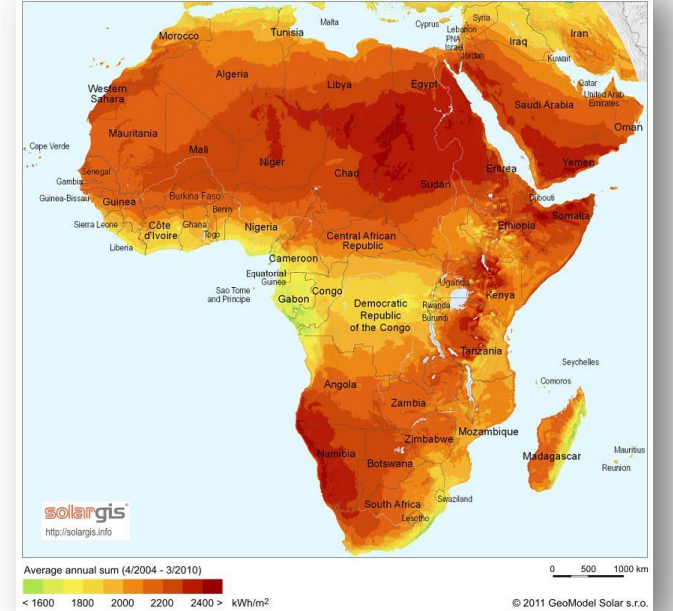 Malta
Cyprus
Syria
Lebanon
PNA
Israel
Jordan
Iraq
Iran
Kuwait
Morocco
Tunisia
Algeria
Libya
Egypt
Qatar
United Arab
Emirates
Western
Sahara
Saudi Arabia
Oman
Mauritania
Cape Verde
Mali
Niger
Chad
Sudan
Eritrea
Yemen
Senegal
Gambia
Guinea-Bissau
Guinea
Burkina Faso
Benin
Djibouti
Somalia
Sierra Leone
Côte
d'Ivoire
Ghana
Togo
Nigeria
Ethiopia
Liberia
Central African
Republic
Cameroon
Equatorial
Guinea
Sao Tome
and Principe
Gabon
Congo
Democratic
Republic
of the Congo
Uganda
Rwanda
Burundi
Kenya
Tanzania
Seychelles
Comoros
Angola
Zambia
Zimbabwe
Mozambique
Madagascar
Mauritius
Reunion
Namibia
Botswana
Swaziland
South Africa
Lesotho
solargis
http://solargis.info
Average annual sum (4/2004 - 3/2010)
0 500 1000 km
< 1600 1800 2000 2200 2400 > kWh/m²
© 2011 GeoModel Solar s.r.o.